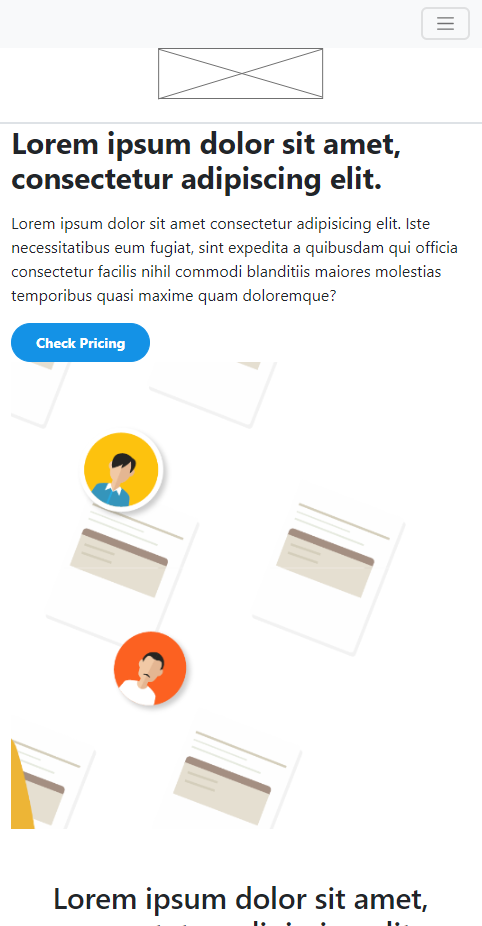 Lorem ipsum dolor sit amet,
consectetur adipiscing elit.
Lorem ipsum dolor sit amet consectetur adipisicing elit. Iste
necessitatibus eum fugiat, sint expedita a quibusdam qui officia
consectetur facilis nihil commodi blanditiis maiores molestias
temporibus quasi maxime quam doloremque?
Check Pricing
Lorem ipsum dolor sit amet,